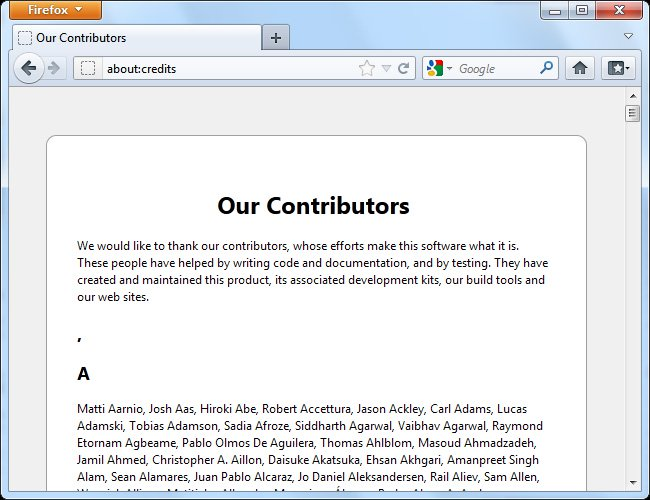 Firefox
Our Contributors
about:credits
Google
Our Contributors
We would like to thank our contributors, whose efforts make this software what it is.
These people have helped by writing code and documentation, and by testing. They have
created and maintained this product, its associated development kits, our build tools and
our web sites.
,
A
Matti Aarnio, Josh Aas, Hiroki Abe, Robert Accettura, Jason Ackley, Carl Adams, Lucas
Adamski, Tobias Adamson, Sadia Afroze, Siddharth Agarwal, Vaibhav Agarwal, Raymond
Etornam Agbeame, Pablo Olmos De Aguilera, Thomas Ahlblom, Masoud Ahmadzadeh,
Jamil Ahmed, Christopher A. Aillon, Daisuke Akatsuka, Ehsan Akhgari, Amanpreet Singh
Alam, Sean Alamares, Juan Pablo Alcaraz, Jo Daniel Aleksandersen, Rail Aliev, Sam Allen,